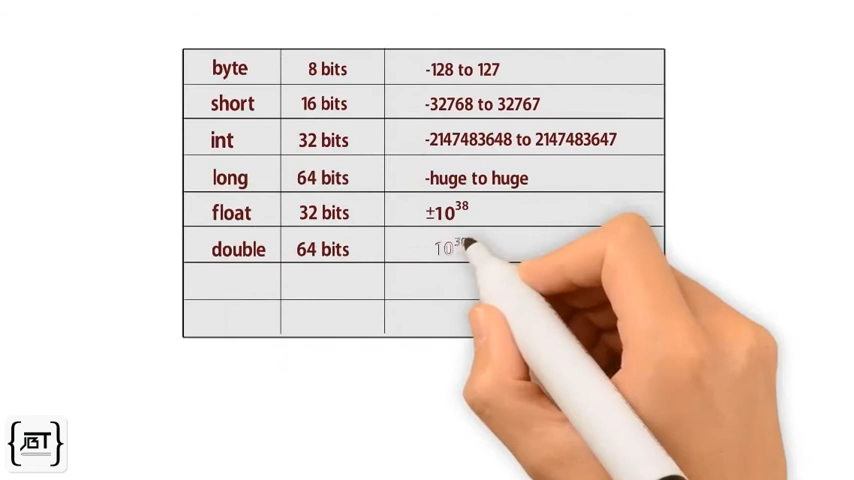 byte 8 bits -128 to 127
short 16 bits -32768 to 32767
int 32 bits -2147483648 to 2147483647
long 64 bits -huge to huge
float 32 bits ±10³⁸
double 64 bits 10
{JBT}